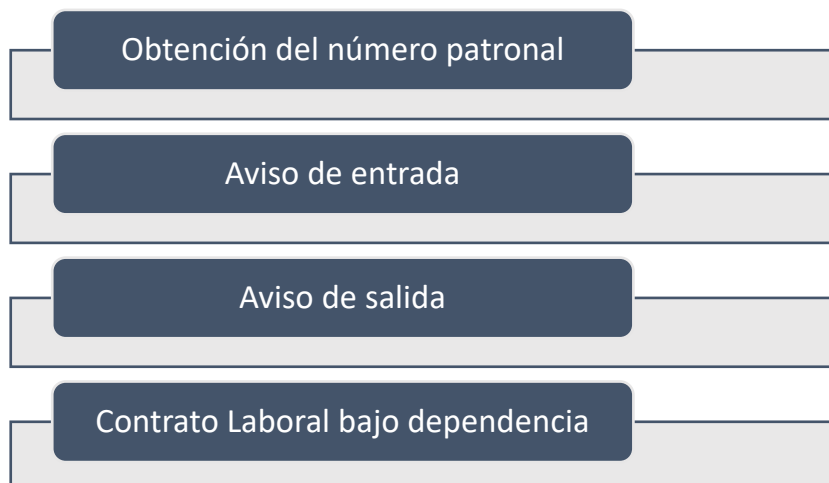 Obtención del número patronal
Aviso de entrada
Aviso de salida
Contrato Laboral bajo dependencia